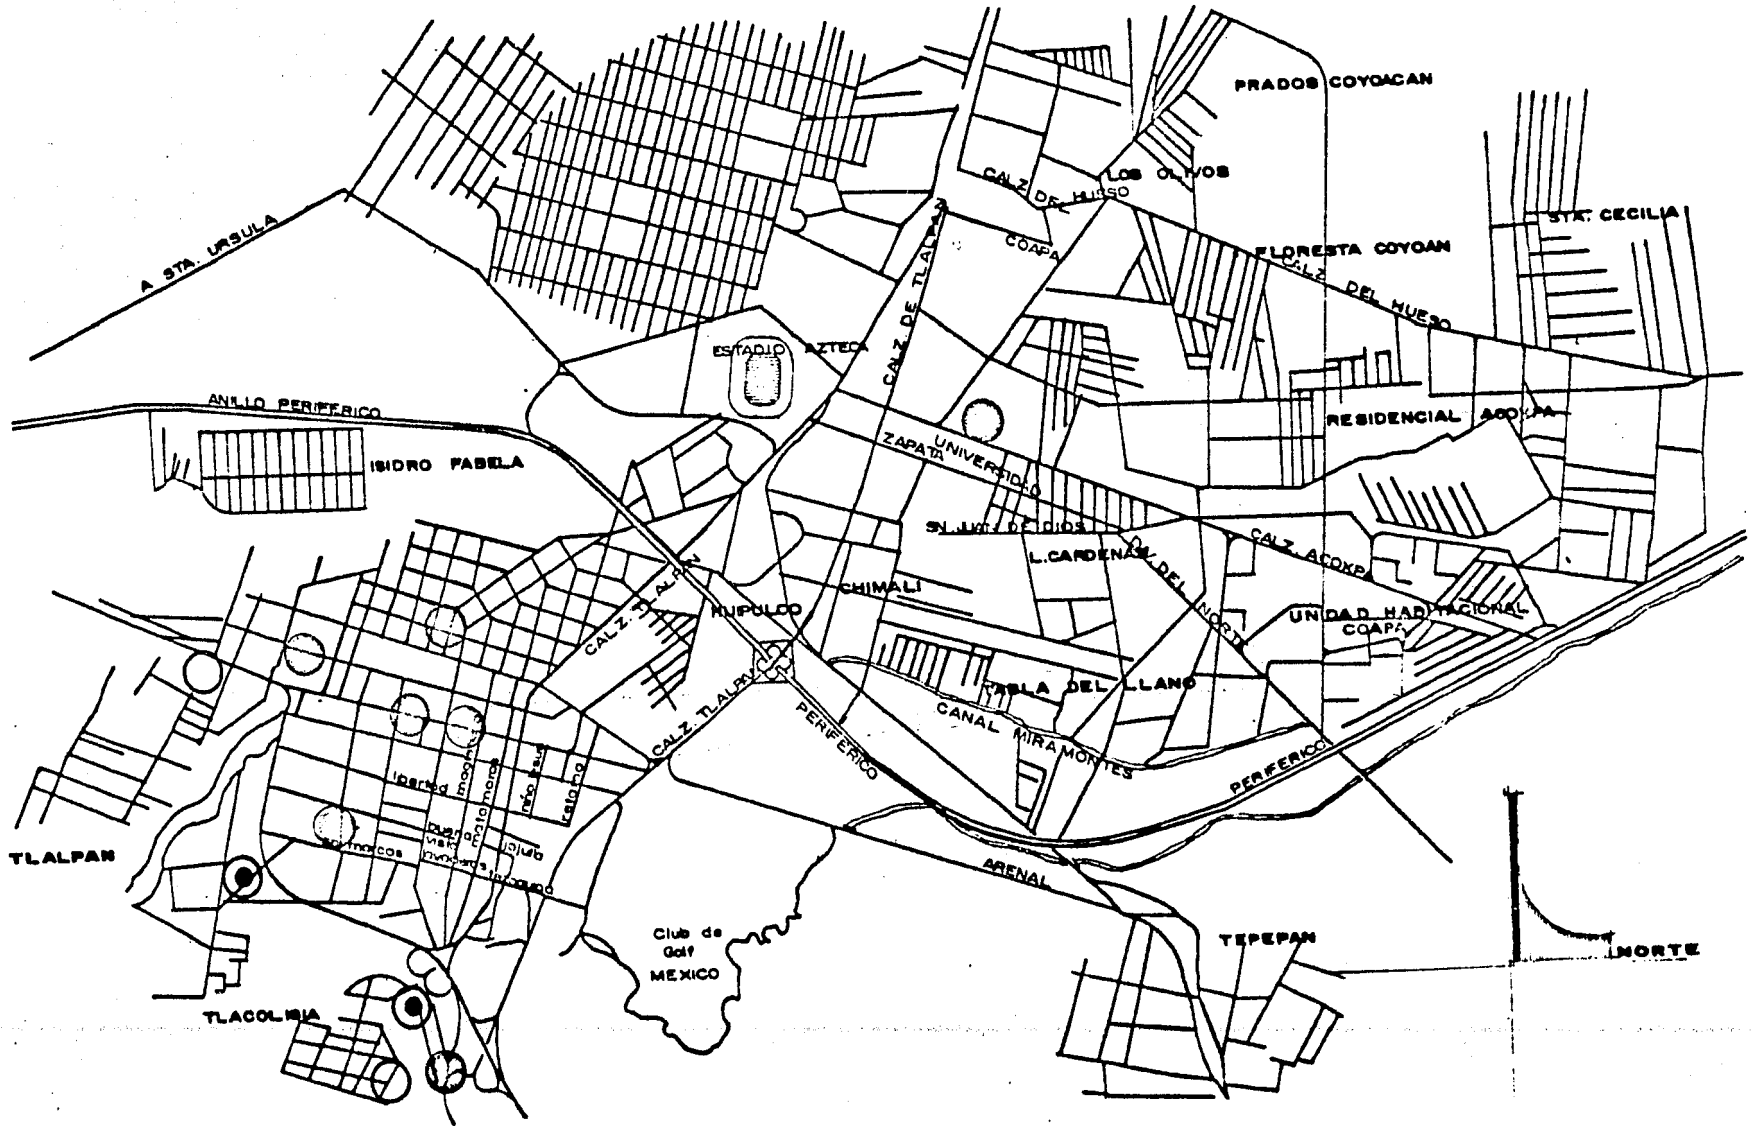 PRADOS COYOACAN
LOS OLIVOS
CALZ DEL HUESO
STA. CECILIA
A STA. URSULA
COAPA
FLORESTA COYOAN
CALZ DEL HUESO
CALZ DE TLALPAN
ESTADIO AZTECA
ANILLO PERIFERICO
RESIDENCIAL ACOXPA
UNIVERSIDAD
ZAPATA
ISIDRO FABELA
SN JUAN DE DIOS
L. CARDENAS
DIV. DEL NORTE
CALZ. ACOXPA
CALZ. TLALPAN
HUIPULCO
CHIMALI
UNIDAD HABITACIONAL
COAPA
TABLA DEL LLANO
CALZ. TLALPAN
PERIFERICO
CANAL MIRAMONTES
PERIFERICO
libertad
matamoros
niño jesus
retama
buena
vista
san marcos
TLALPAN
ARENAL
Club de
Golf
MEXICO
TEPEPAN
NORTE
TLACOLIGIA